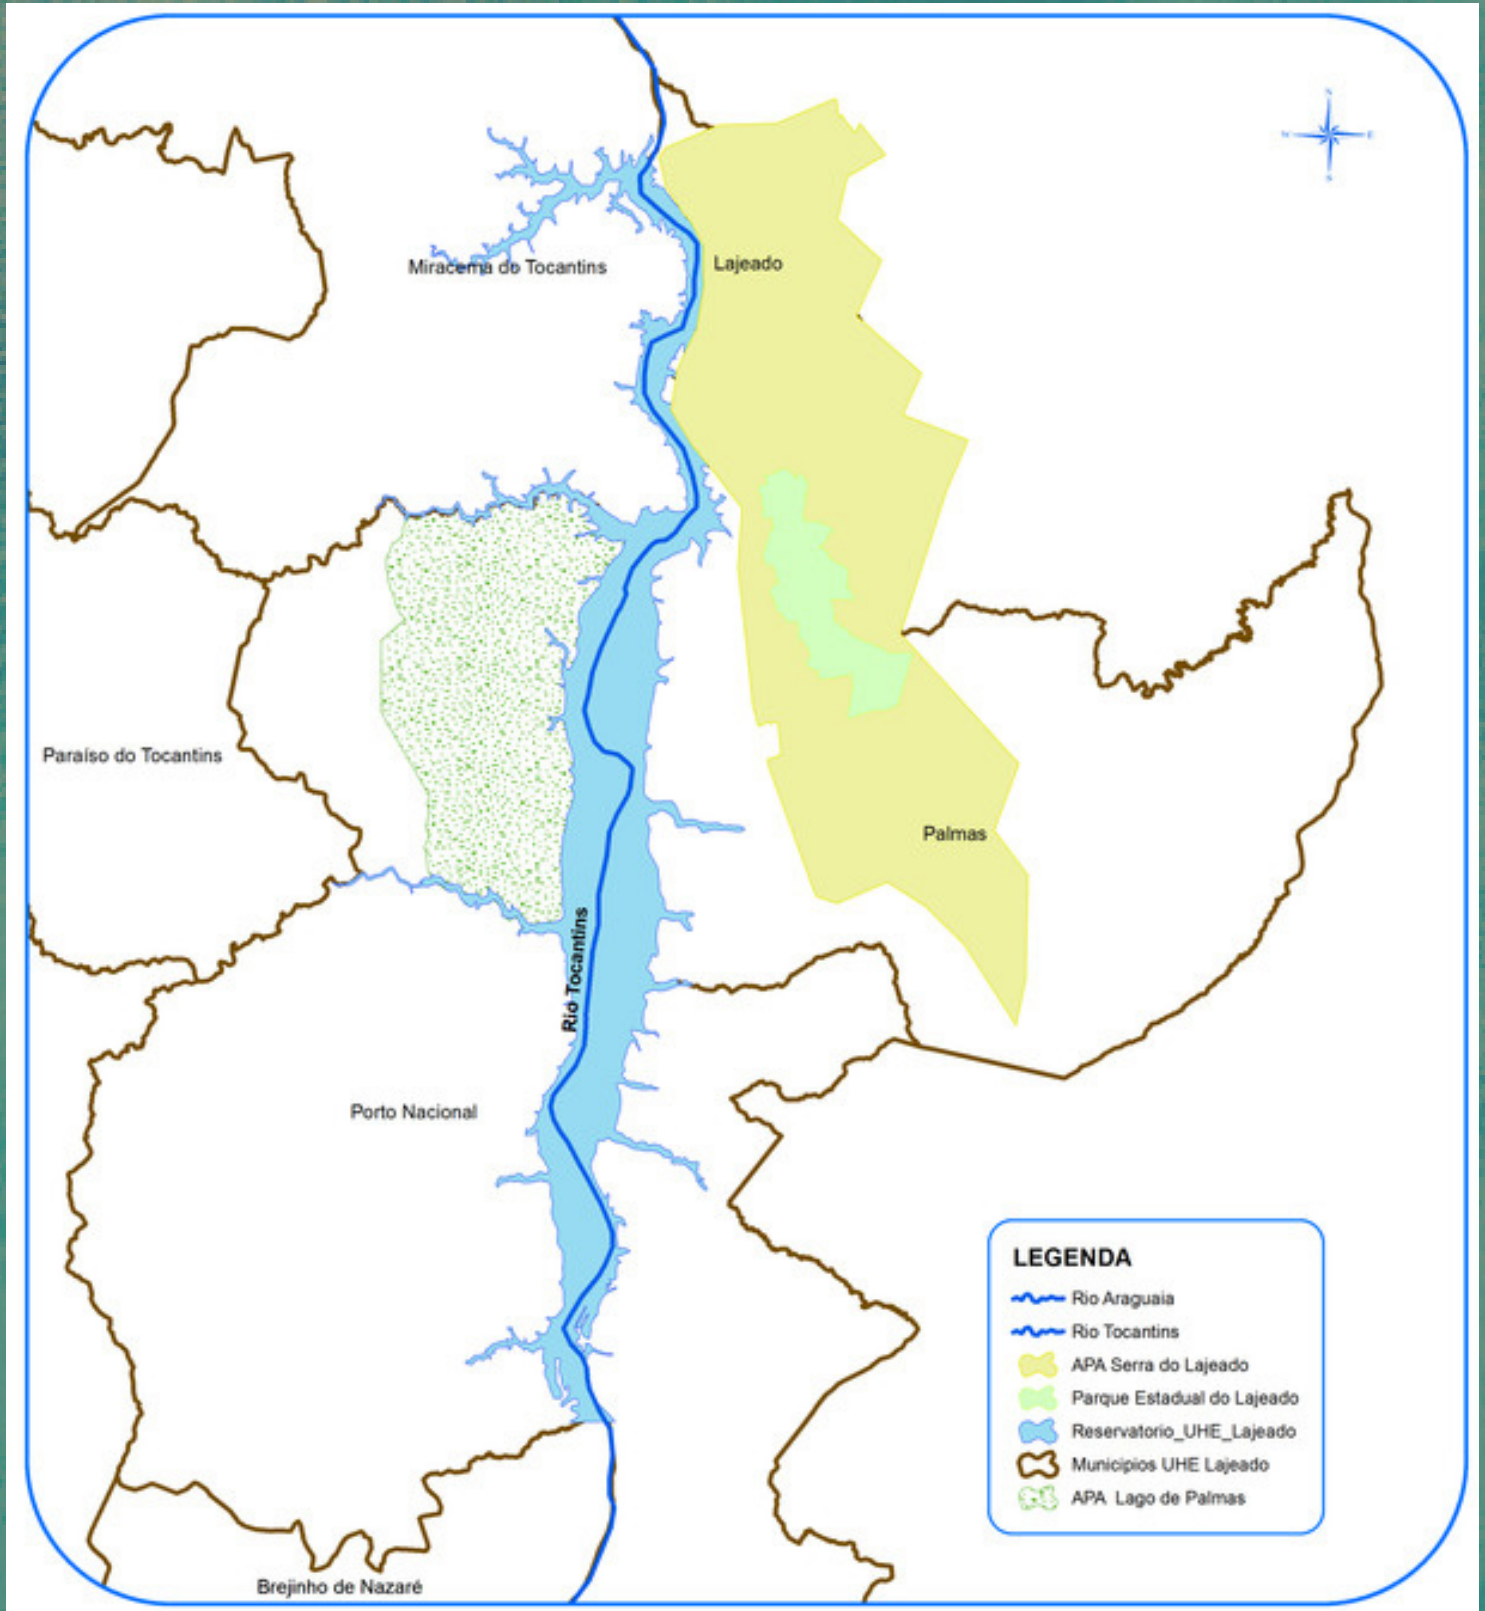 N
W
E
S
Miracema do Tocantins
Lajeado
Paraíso do Tocantins
Palmas
Rio Tocantins
Porto Nacional
LEGENDA
Rio Araguaia
Rio Tocantins
APA Serra do Lajeado
Parque Estadual do Lajeado
Reservatorio_UHE_Lajeado
Municipios UHE Lajeado
APA Lago de Palmas
Brejinho de Nazaré